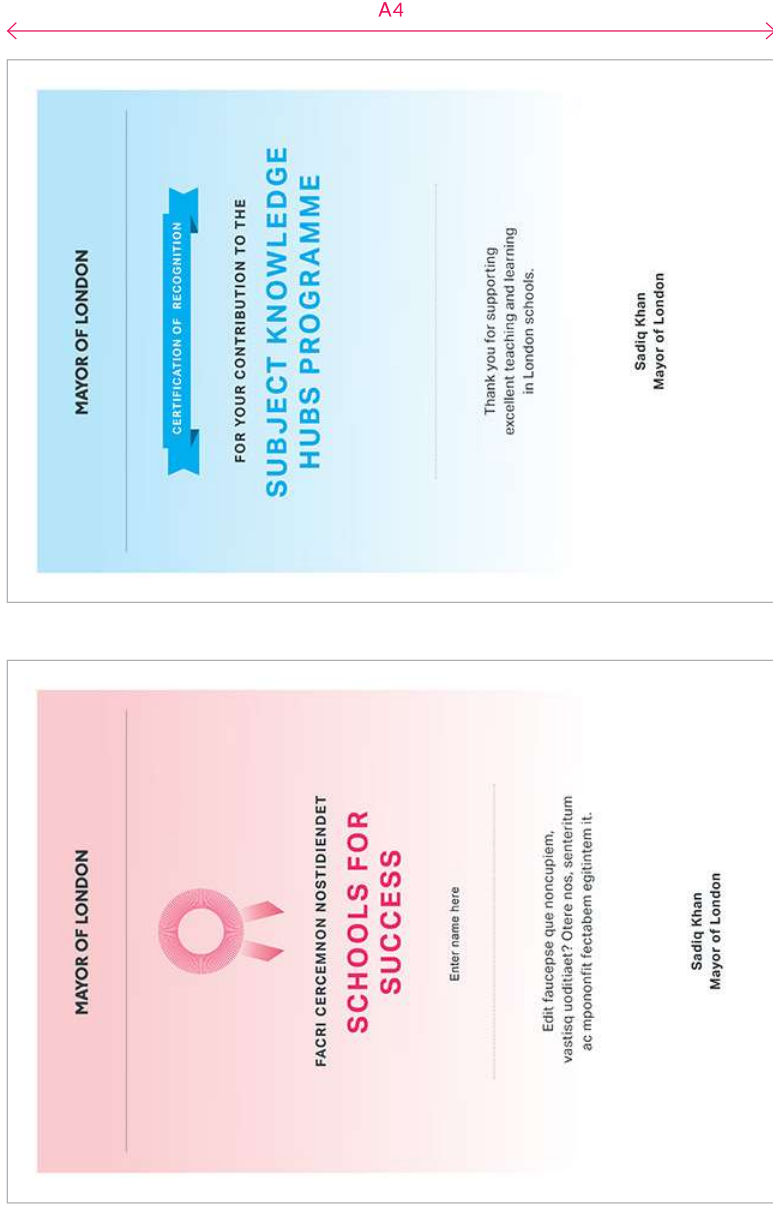 A4
MAYOR OF LONDON
CERTIFICATION OF RECOGNITION
FOR YOUR CONTRIBUTION TO THE
SUBJECT KNOWLEDGE
HUBS PROGRAMME
Thank you for supporting
excellent teaching and learning
in London schools.
Sadiq Khan
Mayor of London
MAYOR OF LONDON
FACRI CERCEMNON NOSTIDIENDET
SCHOOLS FOR
SUCCESS
Enter name here
Edit faucepse que noncupiem,
vastisq uoditiaet? Otere nos, senteritum
ac mpononfit fectabem egitintem it.
Sadiq Khan
Mayor of London